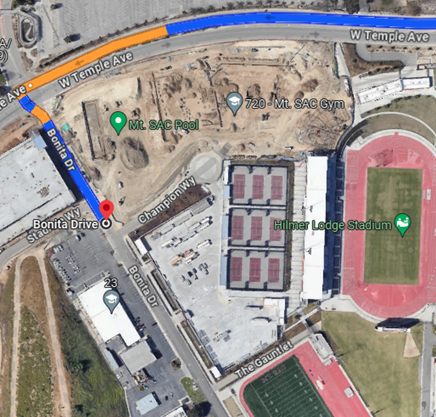 W Temple Ave
W Temple Ave
Bonita Dr
Mt. SAC Pool
720 - Mt. SAC Gym
Champion Wy
Bonita Drive
Hilmer Lodge Stadium
23
Bonita Dr
The Gauntlet